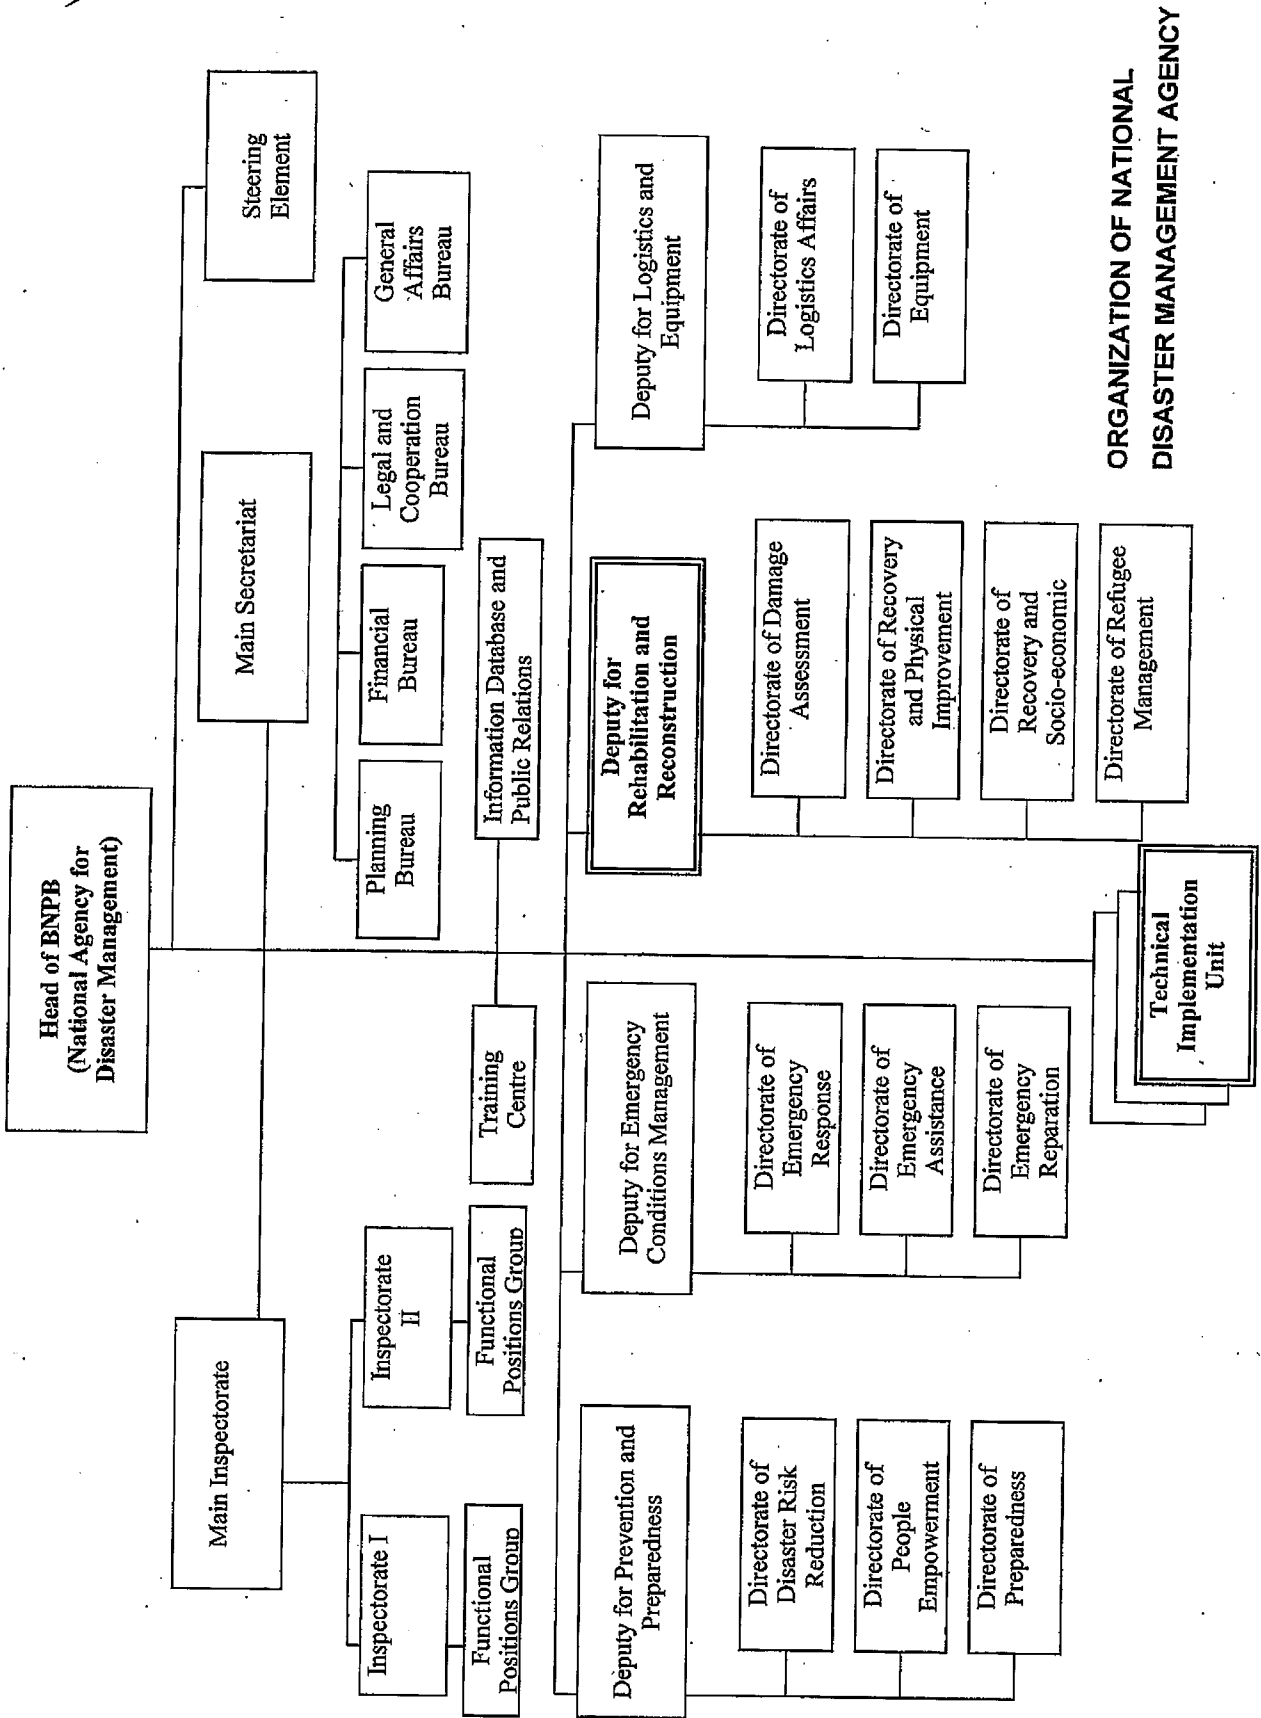 Head of BNPB
(National Agency for
Disaster Management)
Steering
Element
Main Secretariat
Main Inspectorate
General
Affairs
Bureau
Legal and
Cooperation
Bureau
Financial
Bureau
Planning
Bureau
Inspectorate
II
Inspectorate I
Functional
Positions Group
Functional
Positions Group
Information Database and
Public Relations
Training
Centre
Deputy for Logistics and
Equipment
Deputy for
Rehabilitation and
Reconstruction
Deputy for Emergency
Conditions Management
Deputy for Prevention and
Preparedness
Directorate of
Logistics Affairs
Directorate of
Equipment
Directorate of Damage
Assessment
Directorate of Recovery
and Physical
Improvement
Directorate of
Recovery and
Socio-economic
Directorate of Refugee
Management
Directorate of
Emergency
Response
Directorate of
Emergency
Assistance
Directorate of
Emergency
Reparation
Directorate of
Disaster Risk
Reduction
Directorate of
People
Empowerment
Directorate of
Preparedness
Technical
Implementation
Unit
ORGANIZATION OF NATIONAL
DISASTER MANAGEMENT AGENCY